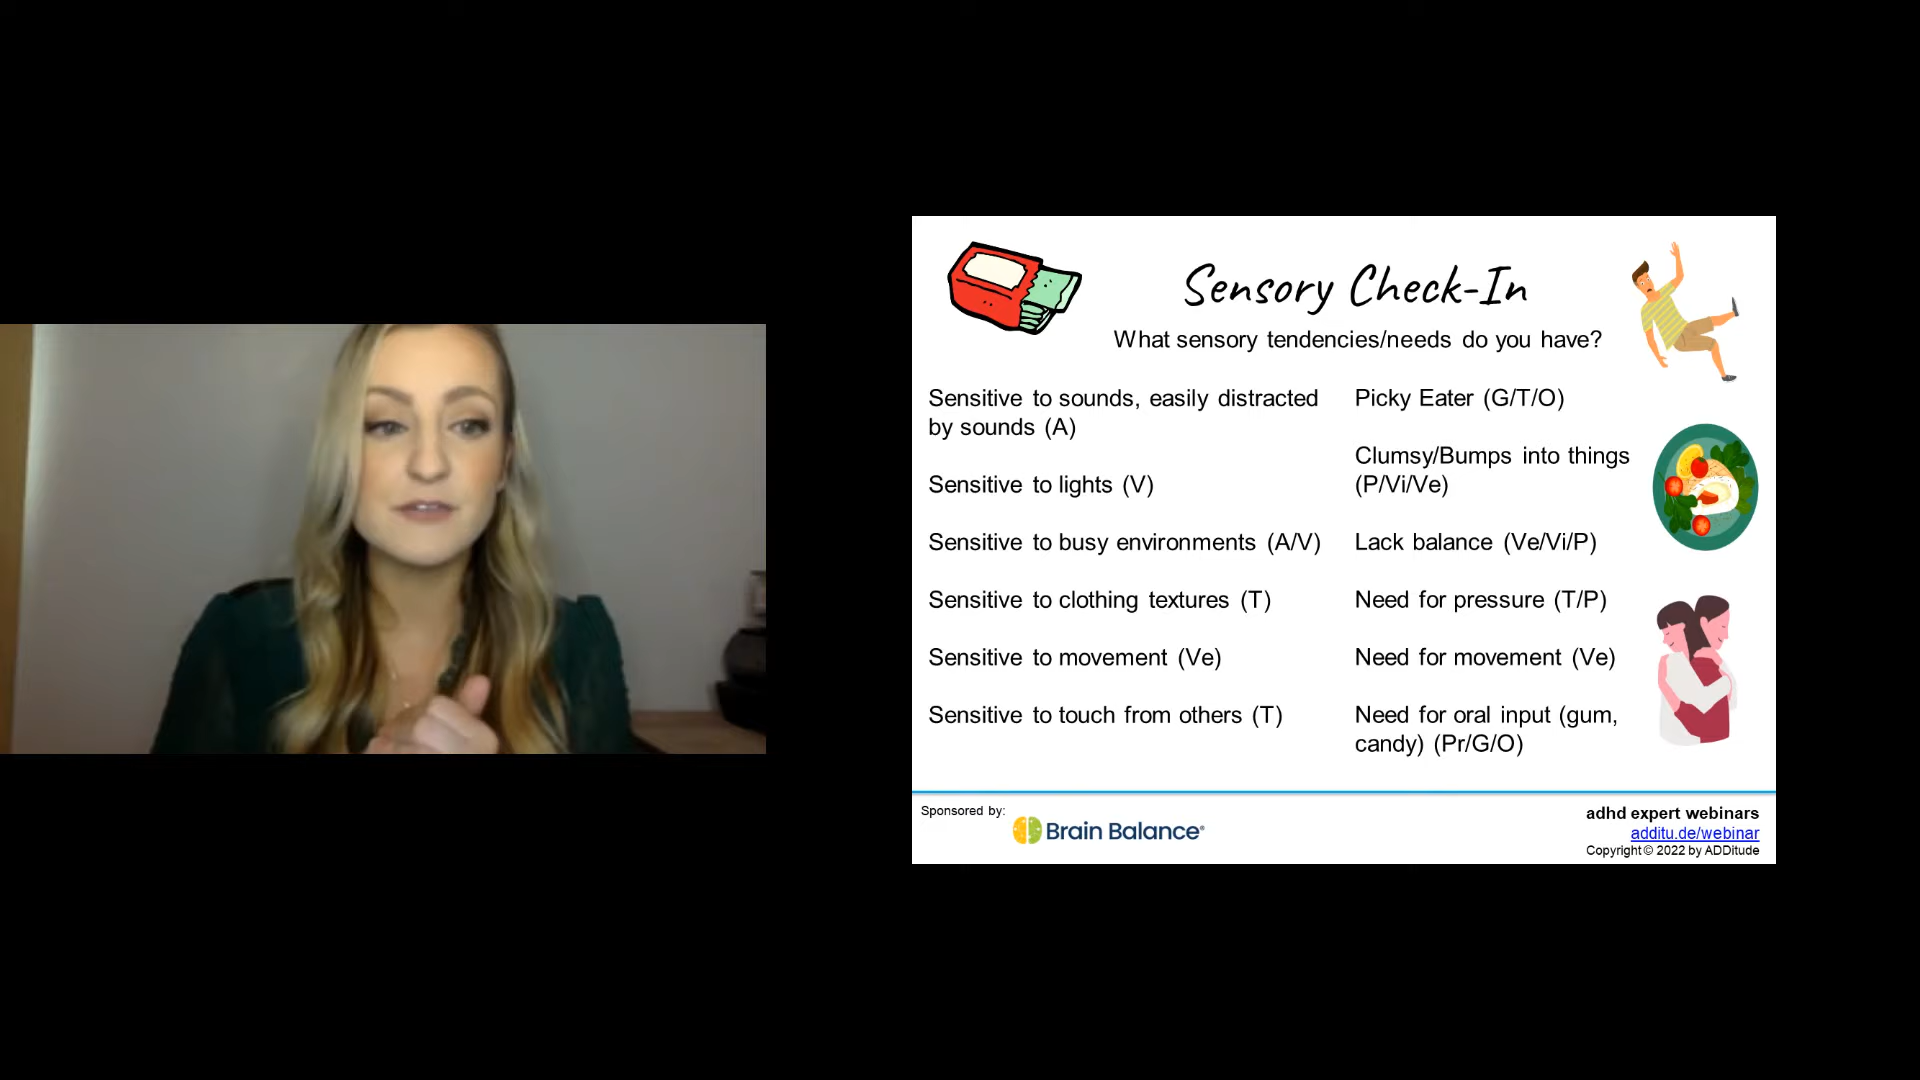 Sensory Check-In
What sensory tendencies/needs do you have?
Sensitive to sounds, easily distracted
by sounds (A)
Sensitive to lights (V)
Sensitive to busy environments (A/V)
Sensitive to clothing textures (T)
Sensitive to movement (Ve)
Sensitive to touch from others (T)
Picky Eater (G/T/O)
Clumsy/Bumps into things
(P/Vi/Ve)
Lack balance (Ve/Vi/P)
Need for pressure (T/P)
Need for movement (Ve)
Need for oral input (gum,
candy) (Pr/G/O)
Sponsored by:
Brain Balance®
adhd expert webinars
additu.de/webinar
Copyright © 2022 by ADDitude